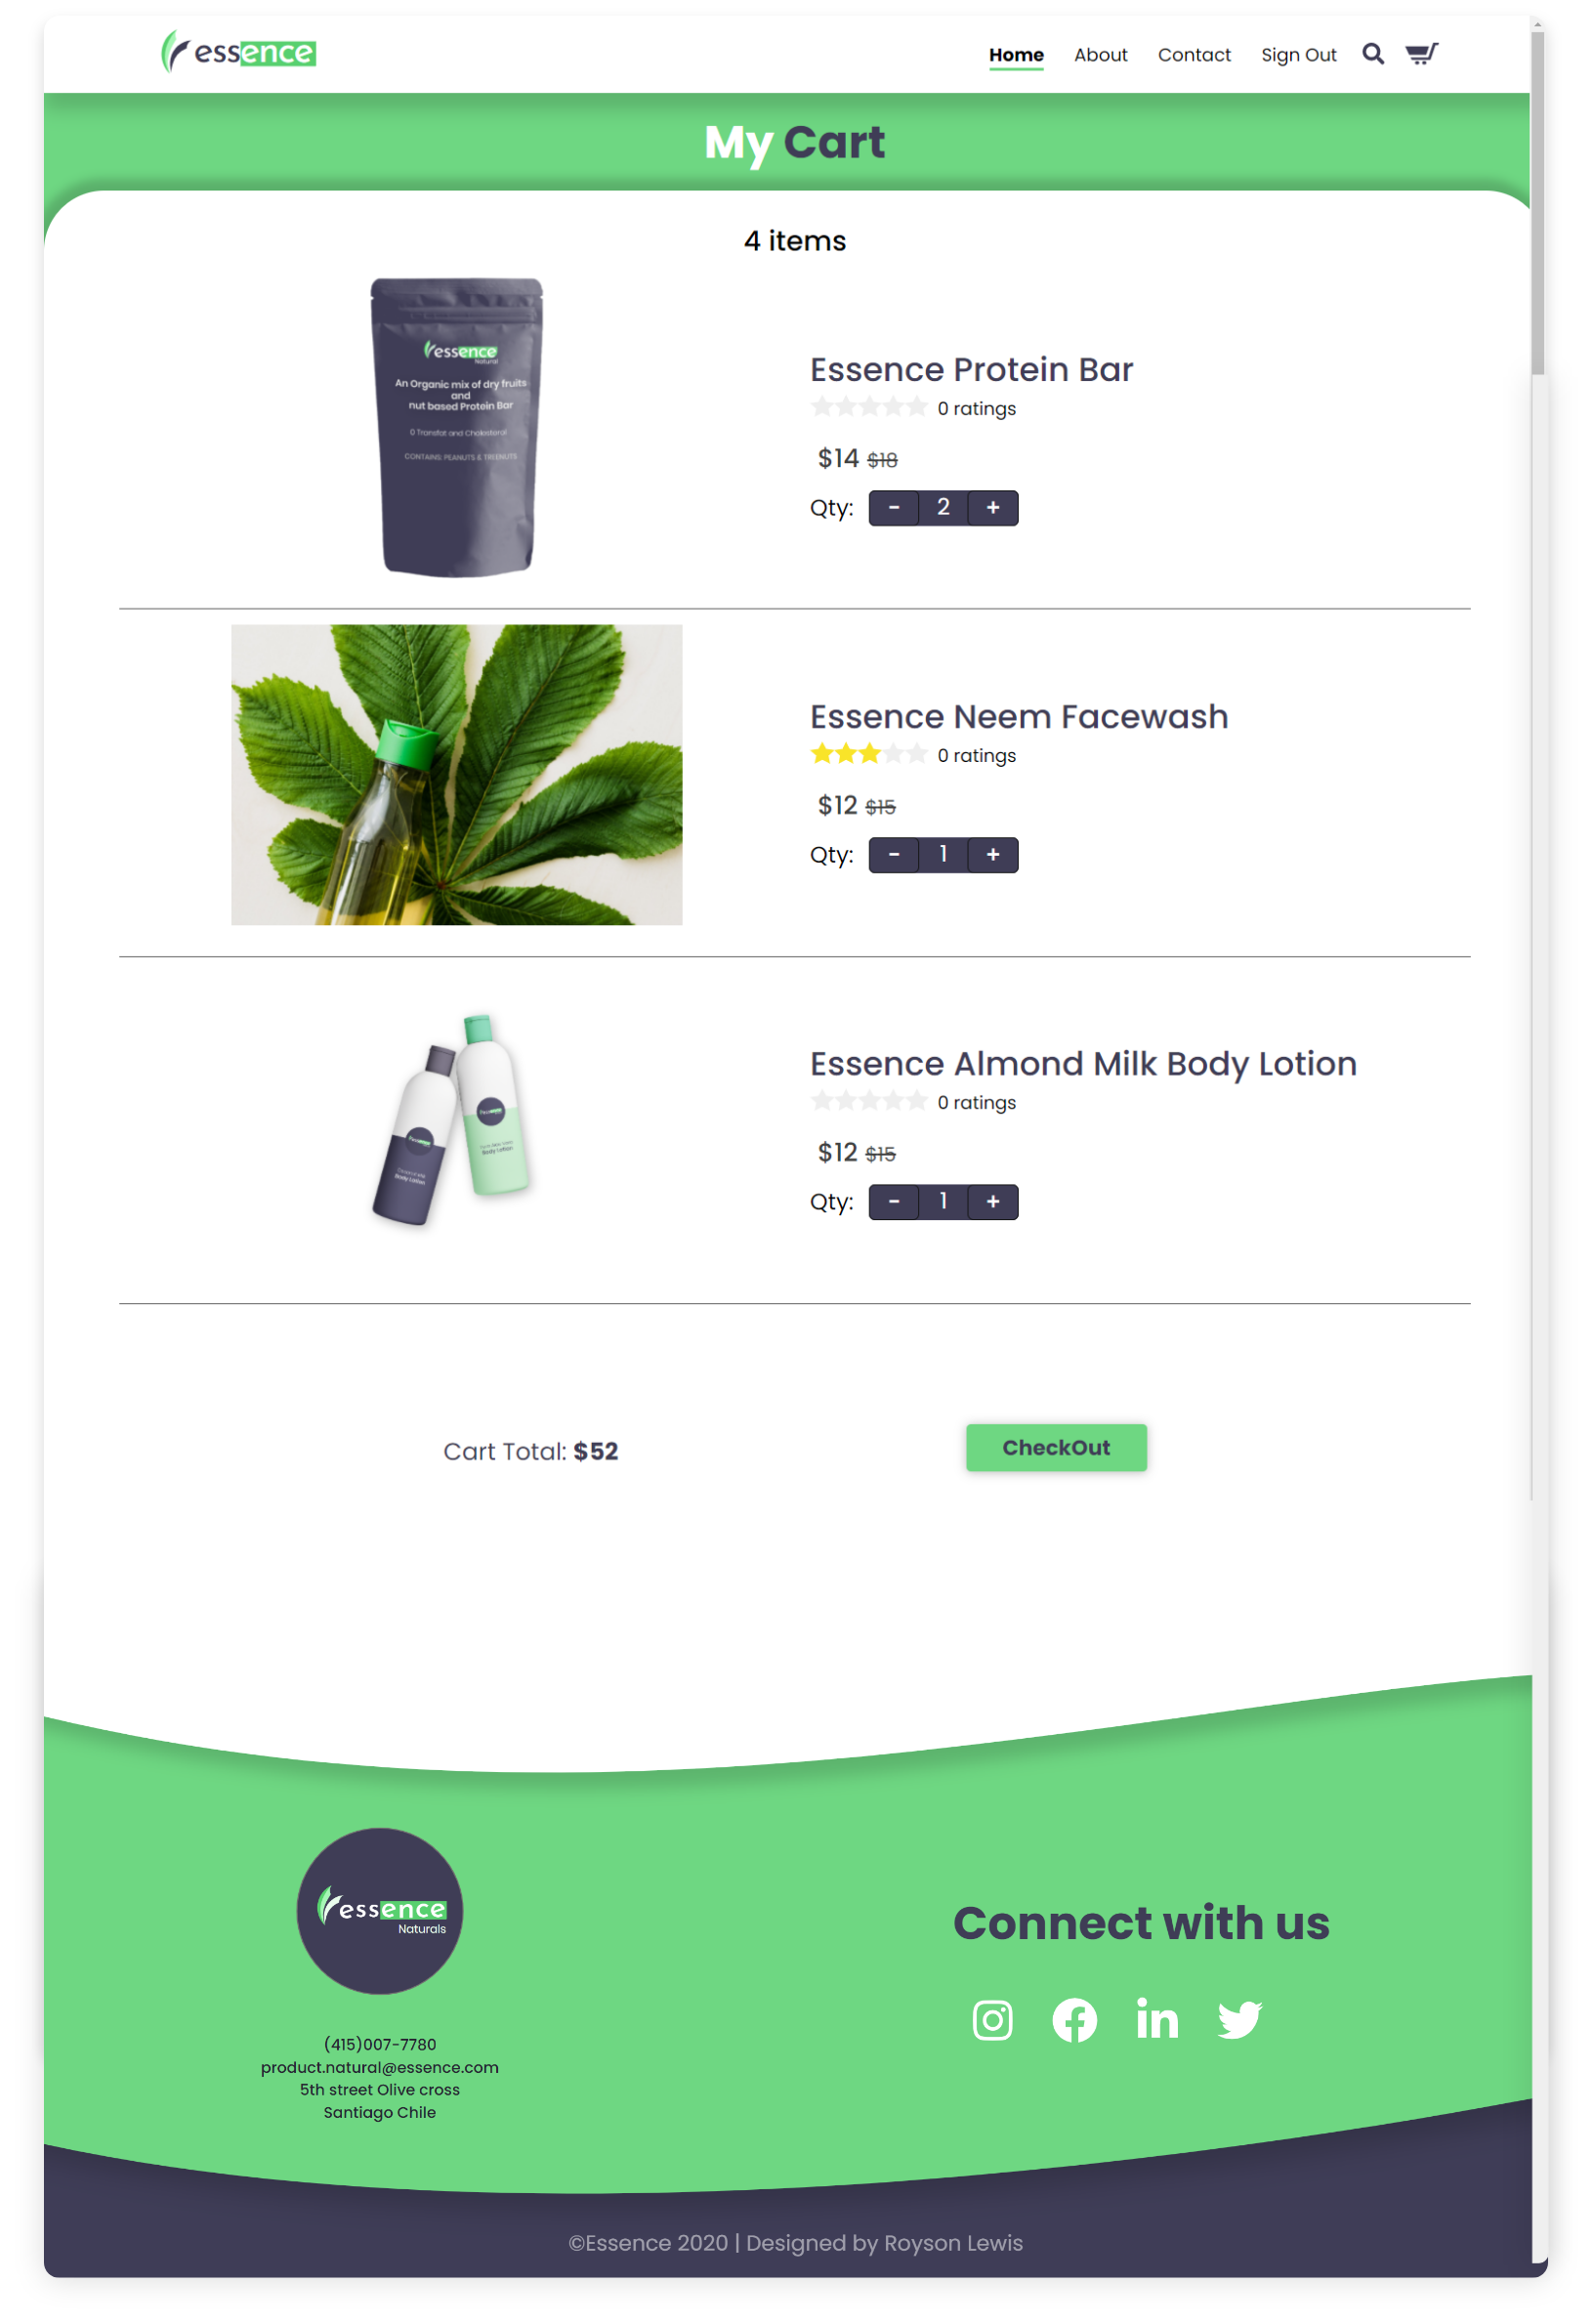 essence
Home About Contact Sign Out
My Cart
4 items
essence
Natural
An Organic mix of dry fruits
and
nut based Protein Bar
0 Transfat and Cholesterol
CONTAINS: PEANUTS & TREENUTS
Essence Protein Bar
0 ratings
$14 $18
Qty: - 2 +
Essence Neem Facewash
0 ratings
$12 $15
Qty: - 1 +
Body Lotion
Body Lotion
Essence Almond Milk Body Lotion
0 ratings
$12 $15
Qty: - 1 +
Cart Total: $52
CheckOut
essence
Naturals
(415)007-7780
product.natural@essence.com
5th street Olive cross
Santiago Chile
Connect with us
©Essence 2020 | Designed by Royson Lewis